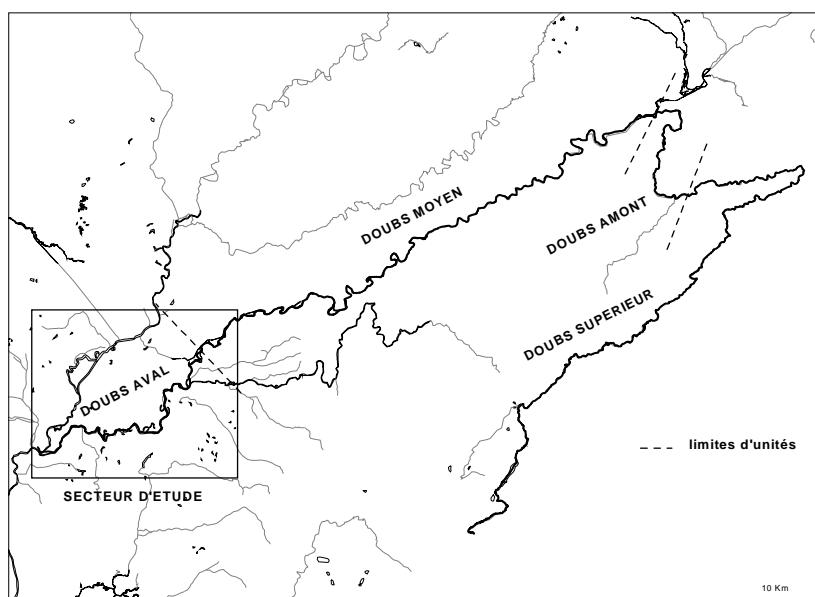 DOUBS MOYEN
DOUBS AMONT
DOUBS SUPERIEUR
DOUBS AVAL
limites d'unités
SECTEUR D'ETUDE
10 Km